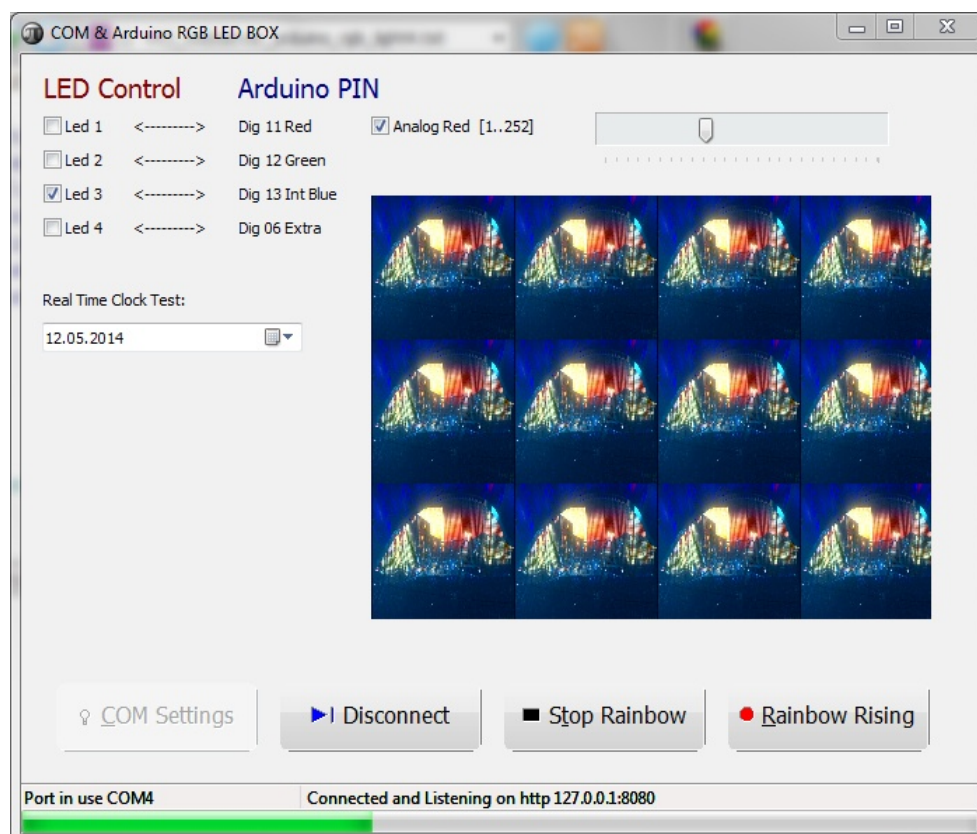 COM & Arduino RGB LED BOX
LED Control Arduino PIN
Led 1 <---------> Dig 11 Red Analog Red [1..252]
Led 2 <---------> Dig 12 Green
Led 3 <---------> Dig 13 Int Blue
Led 4 <---------> Dig 06 Extra
Real Time Clock Test:
12.05.2014
COM Settings Disconnect Stop Rainbow Rainbow Rising
Port in use COM4 Connected and Listening on http 127.0.0.1:8080